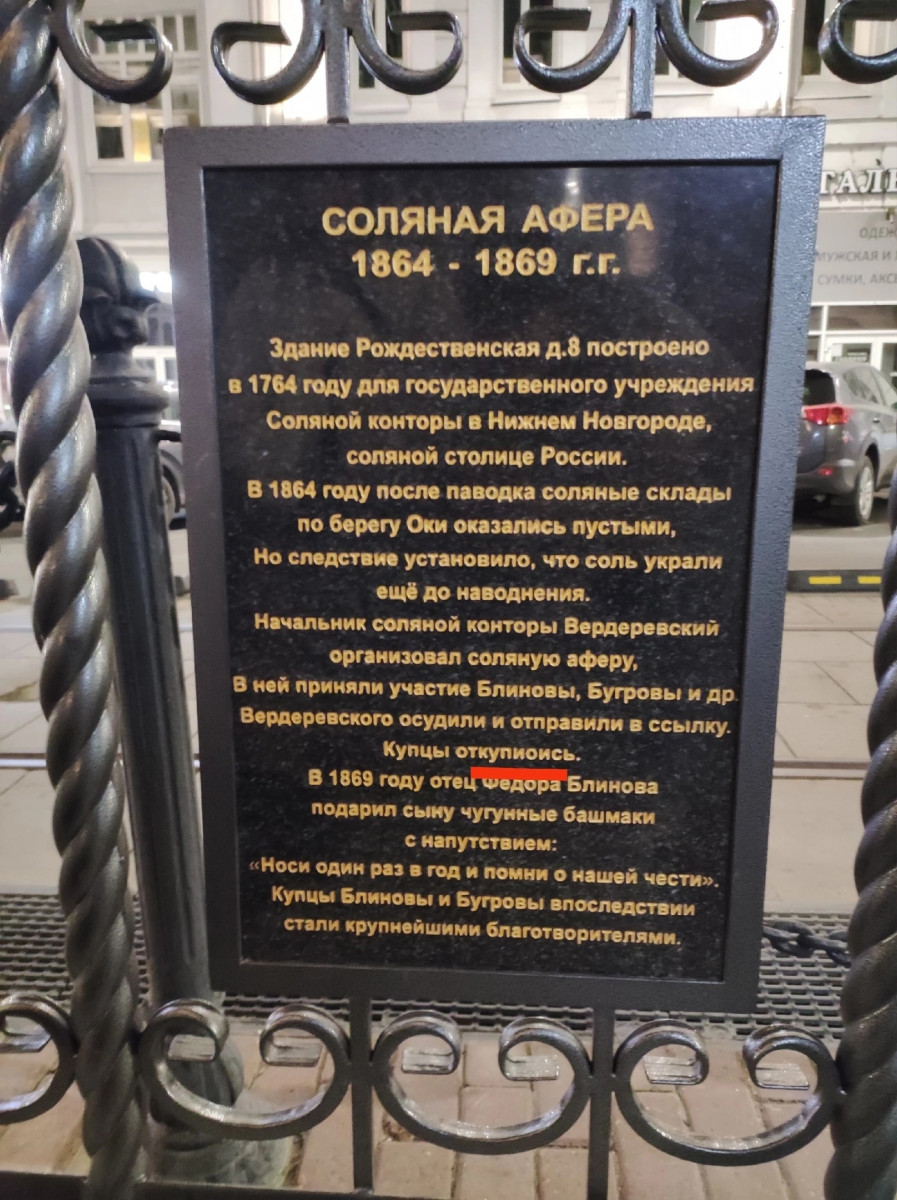 СОЛЯНАЯ АФЕРА
1864 - 1869 г.г.
Здание Рождественская д.8 построено
в 1764 году для государственного учреждения
Соляной конторы в Нижнем Новгороде,
соляной столице России.
В 1864 году после паводка соляные склады
по берегу Оки оказались пустыми,
Но следствие установило, что соль украли
ещё до наводнения.
Начальник соляной конторы Вердеревский
организовал соляную аферу,
В ней приняли участие Блиновы, Бугровы и др.
Вердеревского осудили и отправили в ссылку.
Купцы откупиоись.
В 1869 году отец Федора Блинова
подарил сыну чугунные башмаки
с напутствием:
«Носи один раз в год и помни о нашей чести».
Купцы Блиновы и Бугровы впоследствии
стали крупнейшими благотворителями.
МУЖСКАЯ И
СУМКИ,